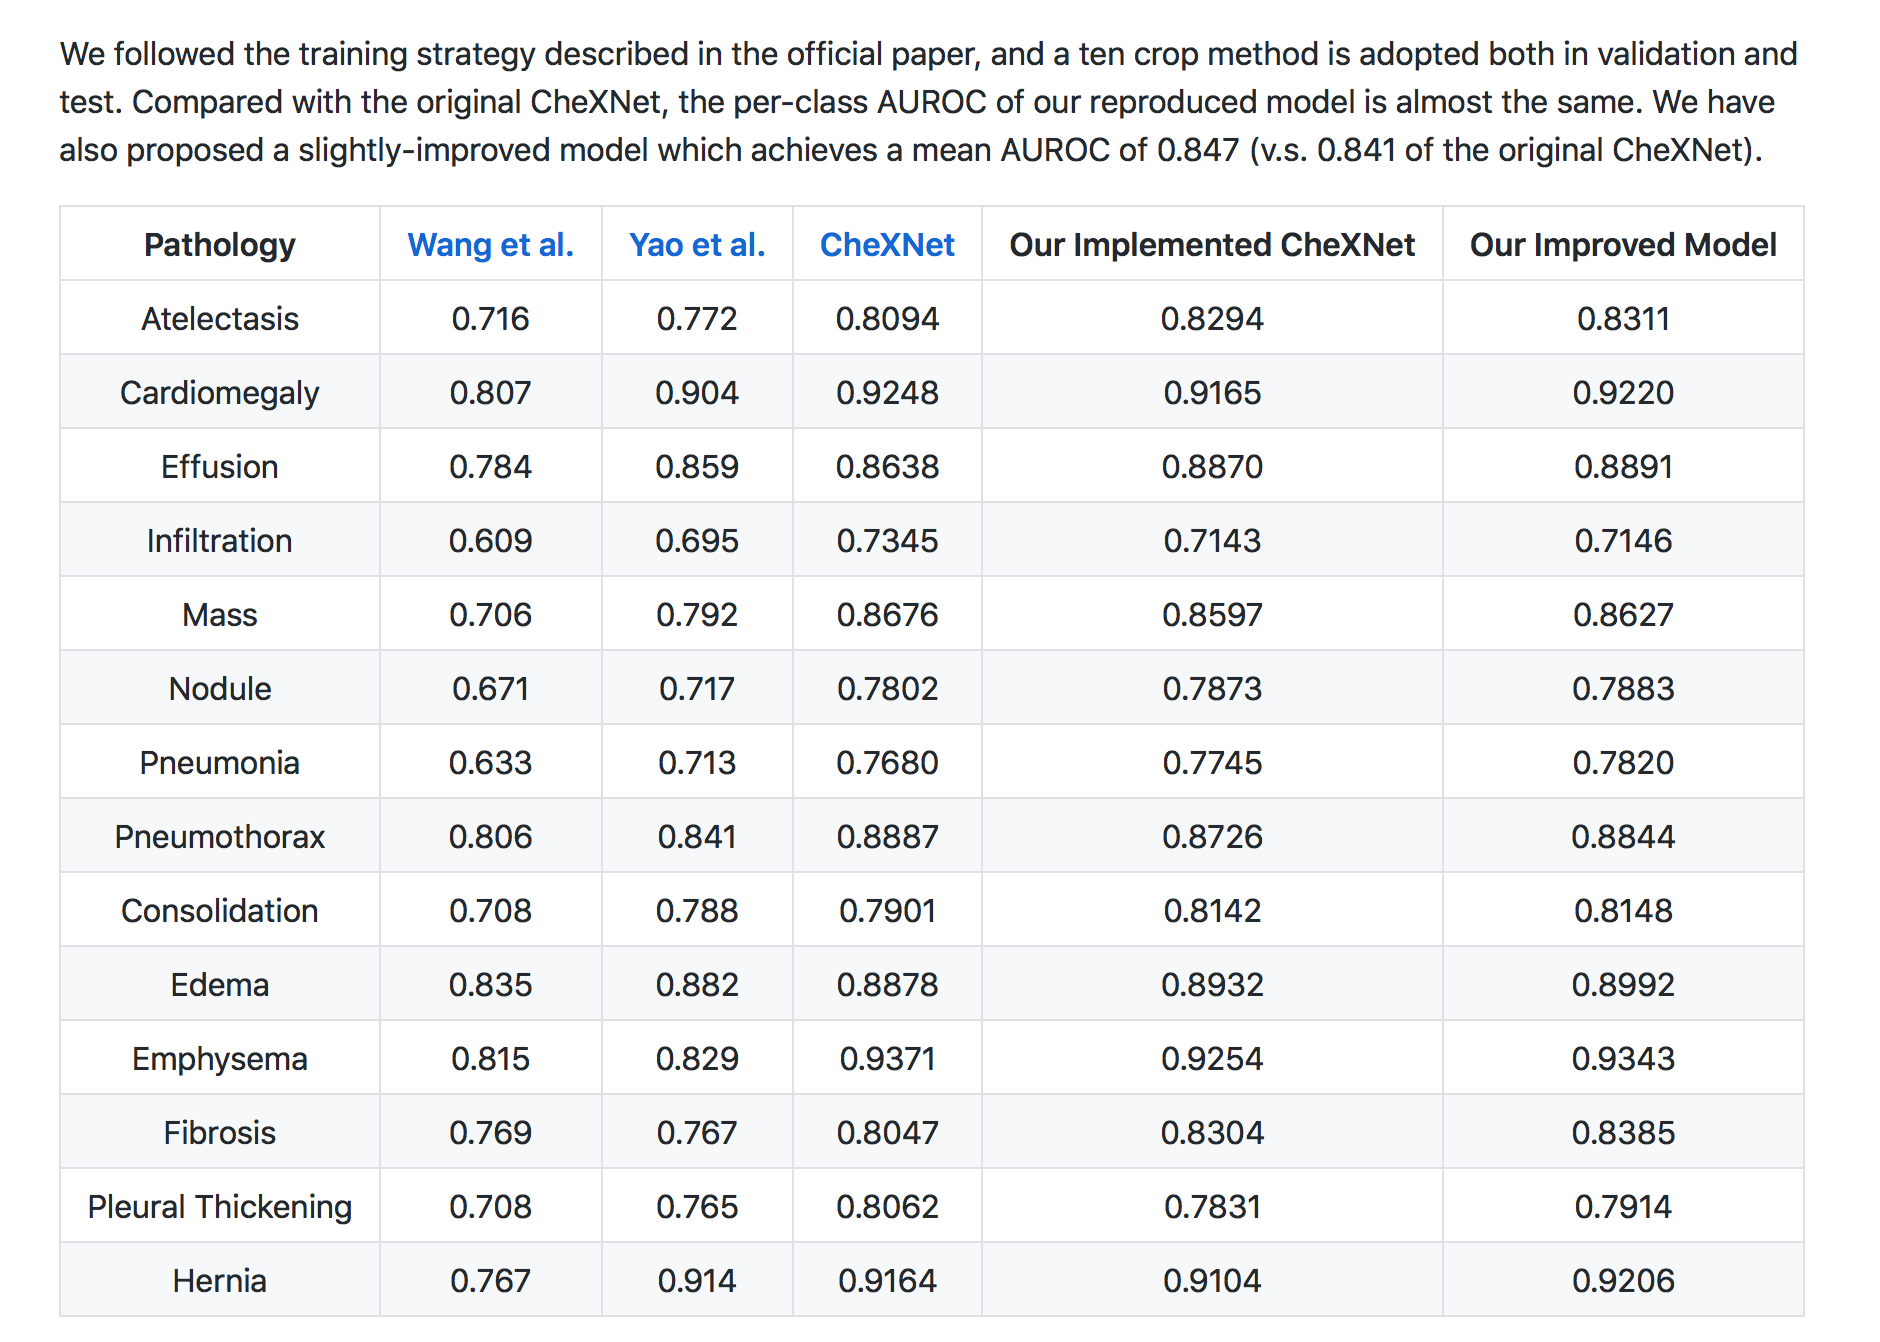 We followed the training strategy described in the official paper, and a ten crop method is adopted both in validation and
test. Compared with the original CheXNet, the per-class AUROC of our reproduced model is almost the same. We have
also proposed a slightly-improved model which achieves a mean AUROC of 0.847 (v.s. 0.841 of the original CheXNet).
Pathology Wang et al. Yao et al. CheXNet Our Implemented CheXNet Our Improved Model
Atelectasis 0.716 0.772 0.8094 0.8294 0.8311
Cardiomegaly 0.807 0.904 0.9248 0.9165 0.9220
Effusion 0.784 0.859 0.8638 0.8870 0.8891
Infiltration 0.609 0.695 0.7345 0.7143 0.7146
Mass 0.706 0.792 0.8676 0.8597 0.8627
Nodule 0.671 0.717 0.7802 0.7873 0.7883
Pneumonia 0.633 0.713 0.7680 0.7745 0.7820
Pneumothorax 0.806 0.841 0.8887 0.8726 0.8844
Consolidation 0.708 0.788 0.7901 0.8142 0.8148
Edema 0.835 0.882 0.8878 0.8932 0.8992
Emphysema 0.815 0.829 0.9371 0.9254 0.9343
Fibrosis 0.769 0.767 0.8047 0.8304 0.8385
Pleural Thickening 0.708 0.765 0.8062 0.7831 0.7914
Hernia 0.767 0.914 0.9164 0.9104 0.9206